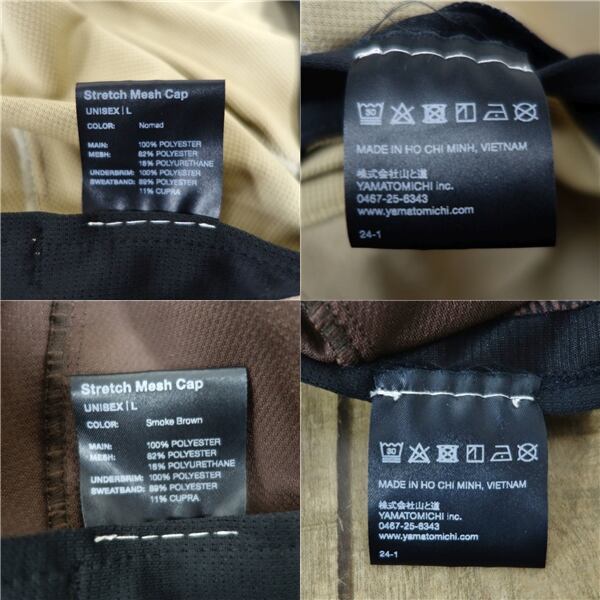 Stretch Mesh Cap
UNISEX | L
COLOR: Nomad
MAIN: 100% POLYESTER
MESH: 82% POLYESTER
18% POLYURETHANE
UNDERBRIM: 100% POLYESTER
SWEATBAND: 89% POLYESTER
11% CUPRA
30
MADE IN HO CHI MINH, VIETNAM
株式会社山と道
YAMATOMICHI inc.
0467-25-6343
www.yamatomichi.com
24-1
Stretch Mesh Cap
UNISEX | L
COLOR: Smoke Brown
MAIN: 100% POLYESTER
MESH: 82% POLYESTER
18% POLYURETHANE
UNDERBRIM: 100% POLYESTER
SWEATBAND: 89% POLYESTER
11% CUPRA
30
MADE IN HO CHI MINH, VIETNAM
株式会社山と道
YAMATOMICHI inc.
0467-25-6343
www.yamatomichi.com
24-1